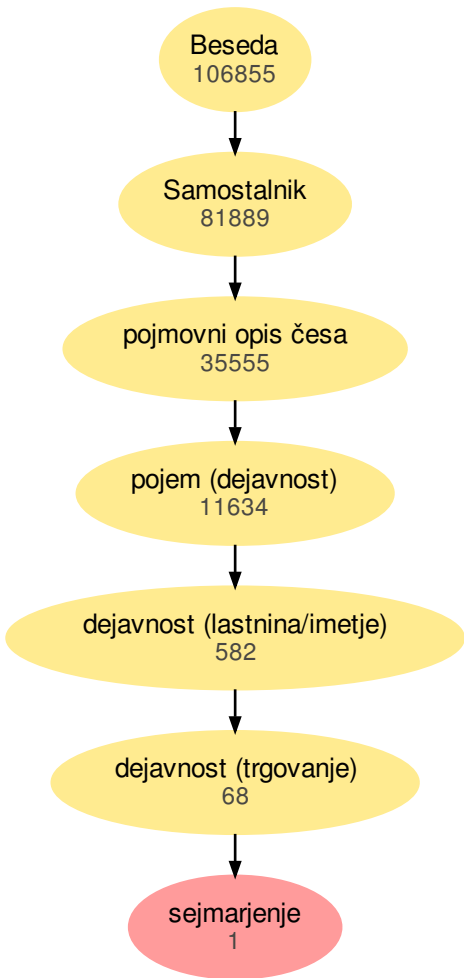 Beseda
106855
Samostalnik
81889
pojmovni opis česa
35555
pojem (dejavnost)
11634
dejavnost (lastnina/imetje)
582
dejavnost (trgovanje)
68
sejmarjenje
1